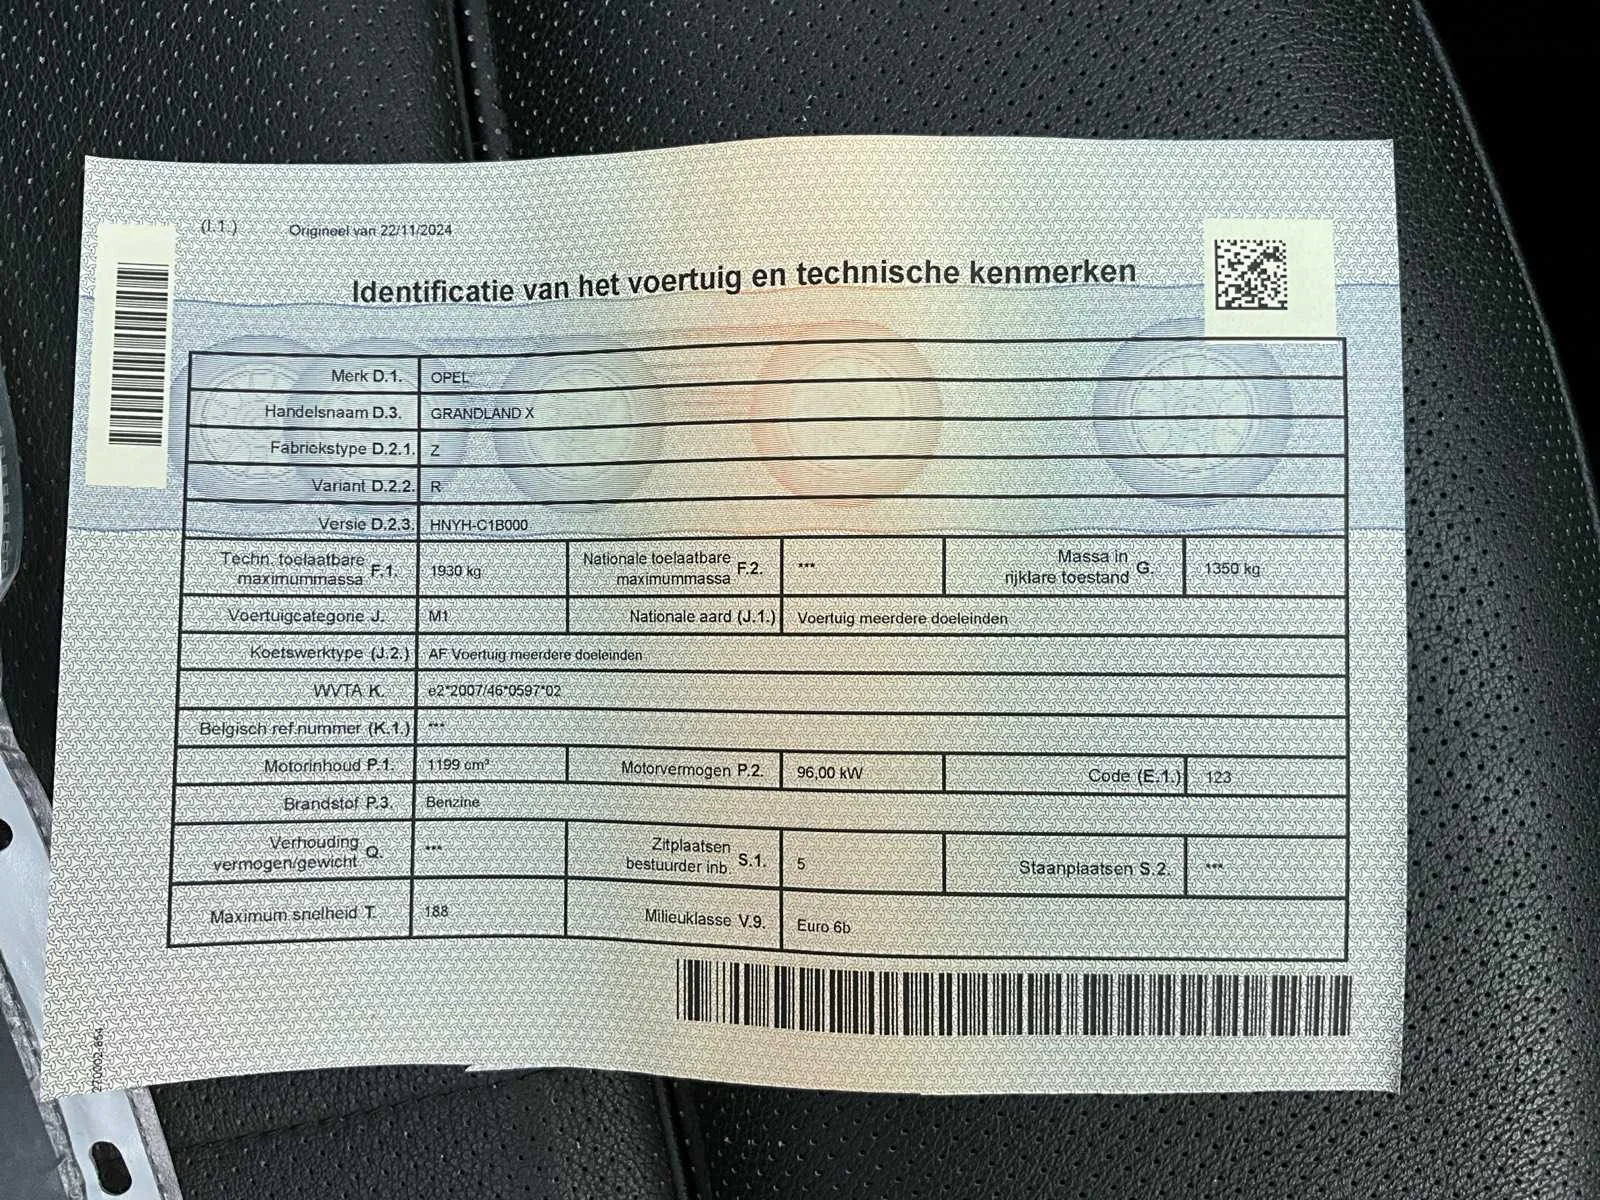 (I.1.) Origineel van 22/11/2024
Identificatie van het voertuig en technische kenmerken
Merk D.1. OPEL
Handelsnaam D.3. GRANDLAND X
Fabriekstype D.2.1. Z
Variant D.2.2. R
Versie D.2.3. HNYH-C1B000
Techn. toelaatbare maximummassa F.1. 1930 kg Nationale toelaatbare maximummassa F.2. *** Massa in rijklare toestand G. 1350 kg
Voertuigcategorie J. M1 Nationale aard (J.1.) Voertuig meerdere doeleinden
Koetswerktype (J.2.) AF Voertuig meerdere doeleinden
WVTA K. e2*2007/46*0597*02
Belgisch ref.nummer (K.1.) ***
Motorinhoud P.1. 1199 cm³ Motorvermogen P.2. 96,00 kW Code (E.1.) 123
Brandstof P.3. Benzine
Verhouding vermogen/gewicht Q. *** Zitplaatsen bestuurder inb. S.1. 5 Staanplaatsen S.2. ***
Maximum snelheid T. 188 Milieuklasse V.9. Euro 6b